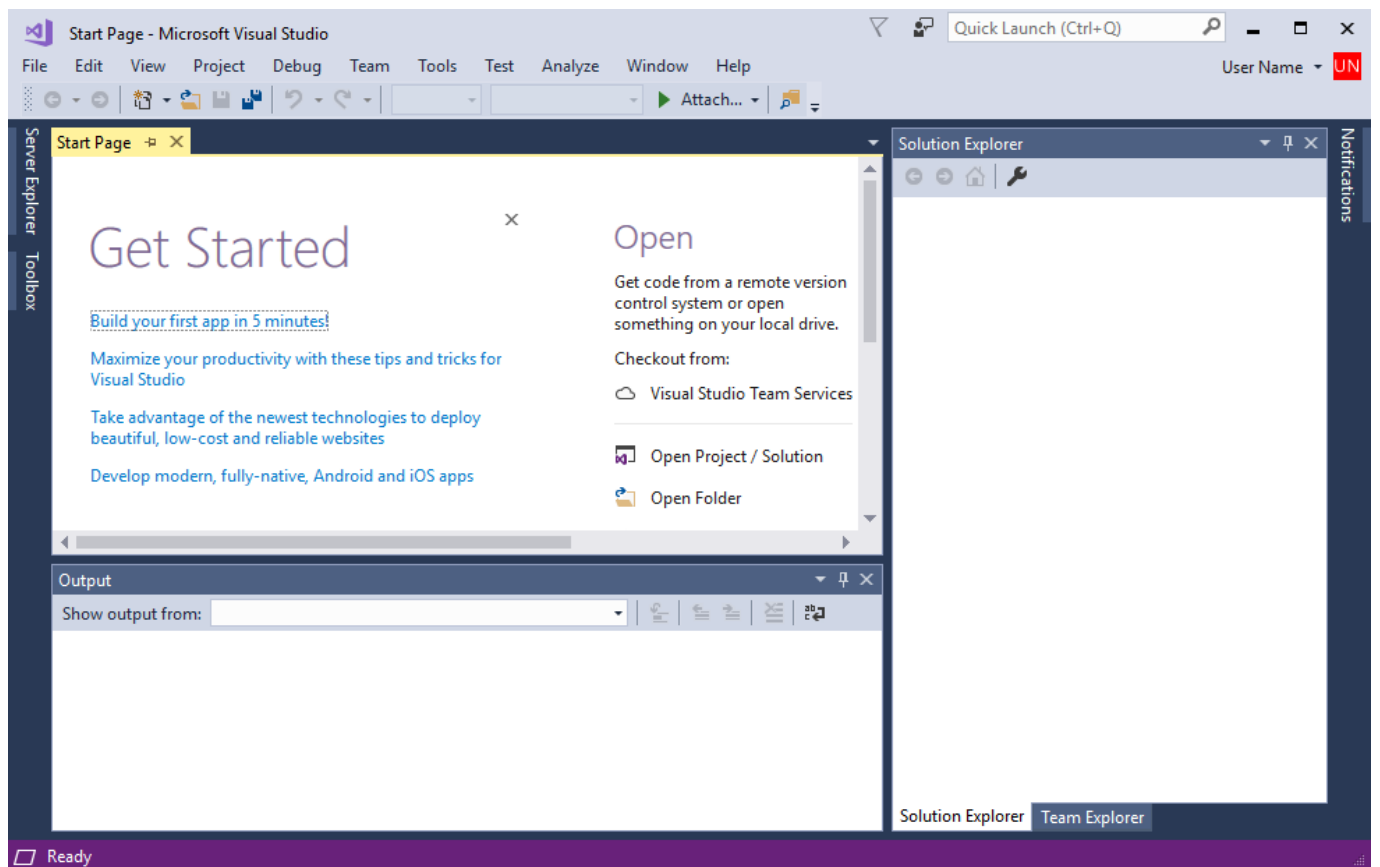 Start Page - Microsoft Visual Studio
Quick Launch (Ctrl+Q)
File Edit View Project Debug Team Tools Test Analyze Window Help
User Name UN
Attach...
Server Explorer
Toolbox
Start Page
Get Started
Build your first app in 5 minutes!
Maximize your productivity with these tips and tricks for
Visual Studio
Take advantage of the newest technologies to deploy
beautiful, low-cost and reliable websites
Develop modern, fully-native, Android and iOS apps
Open
Get code from a remote version
control system or open
something on your local drive.
Checkout from:
Visual Studio Team Services
Open Project / Solution
Open Folder
Output
Show output from:
Solution Explorer
Solution Explorer Team Explorer
Notifications
Ready